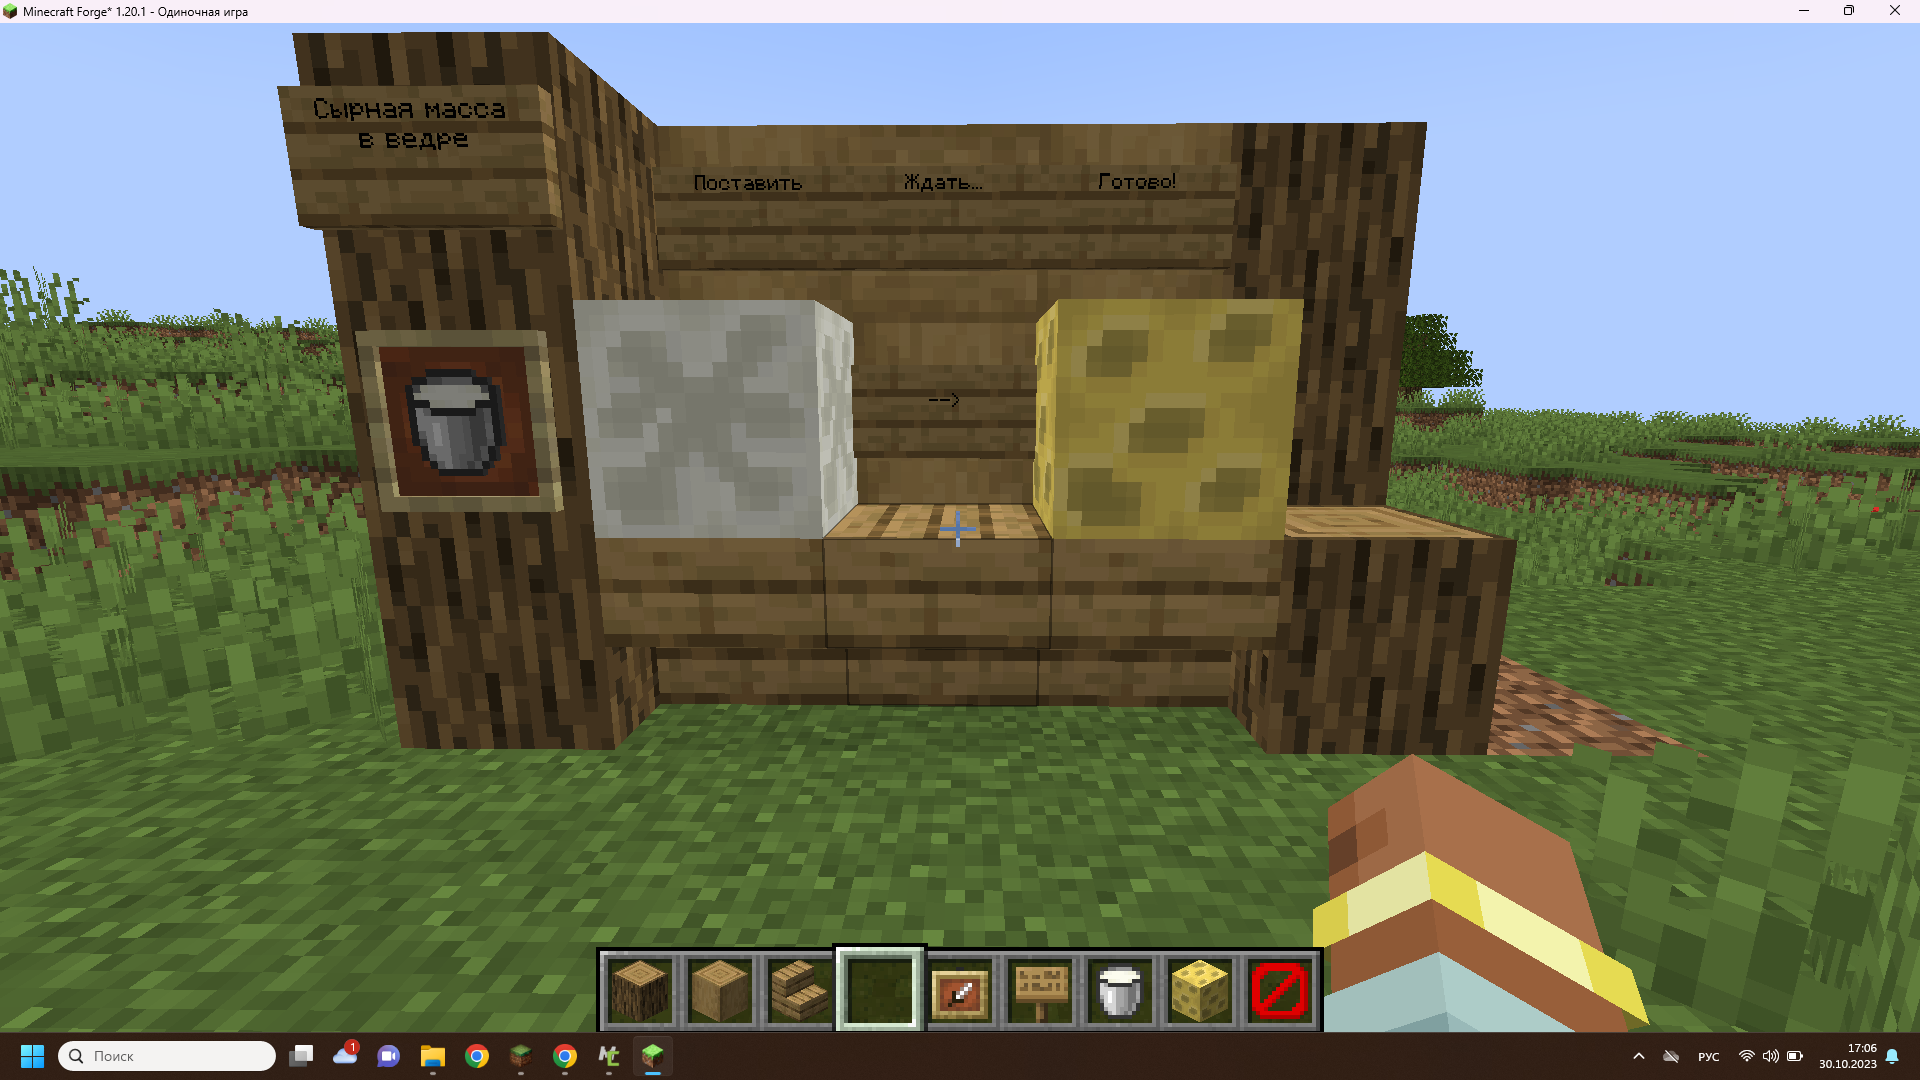 Minecraft Forge* 1.20.1 - Одиночная игра
Сырная масса
в ведре
Поставить
Ждать...
Готово!
-->
1
Поиск
РУС
17:06
30.10.2023